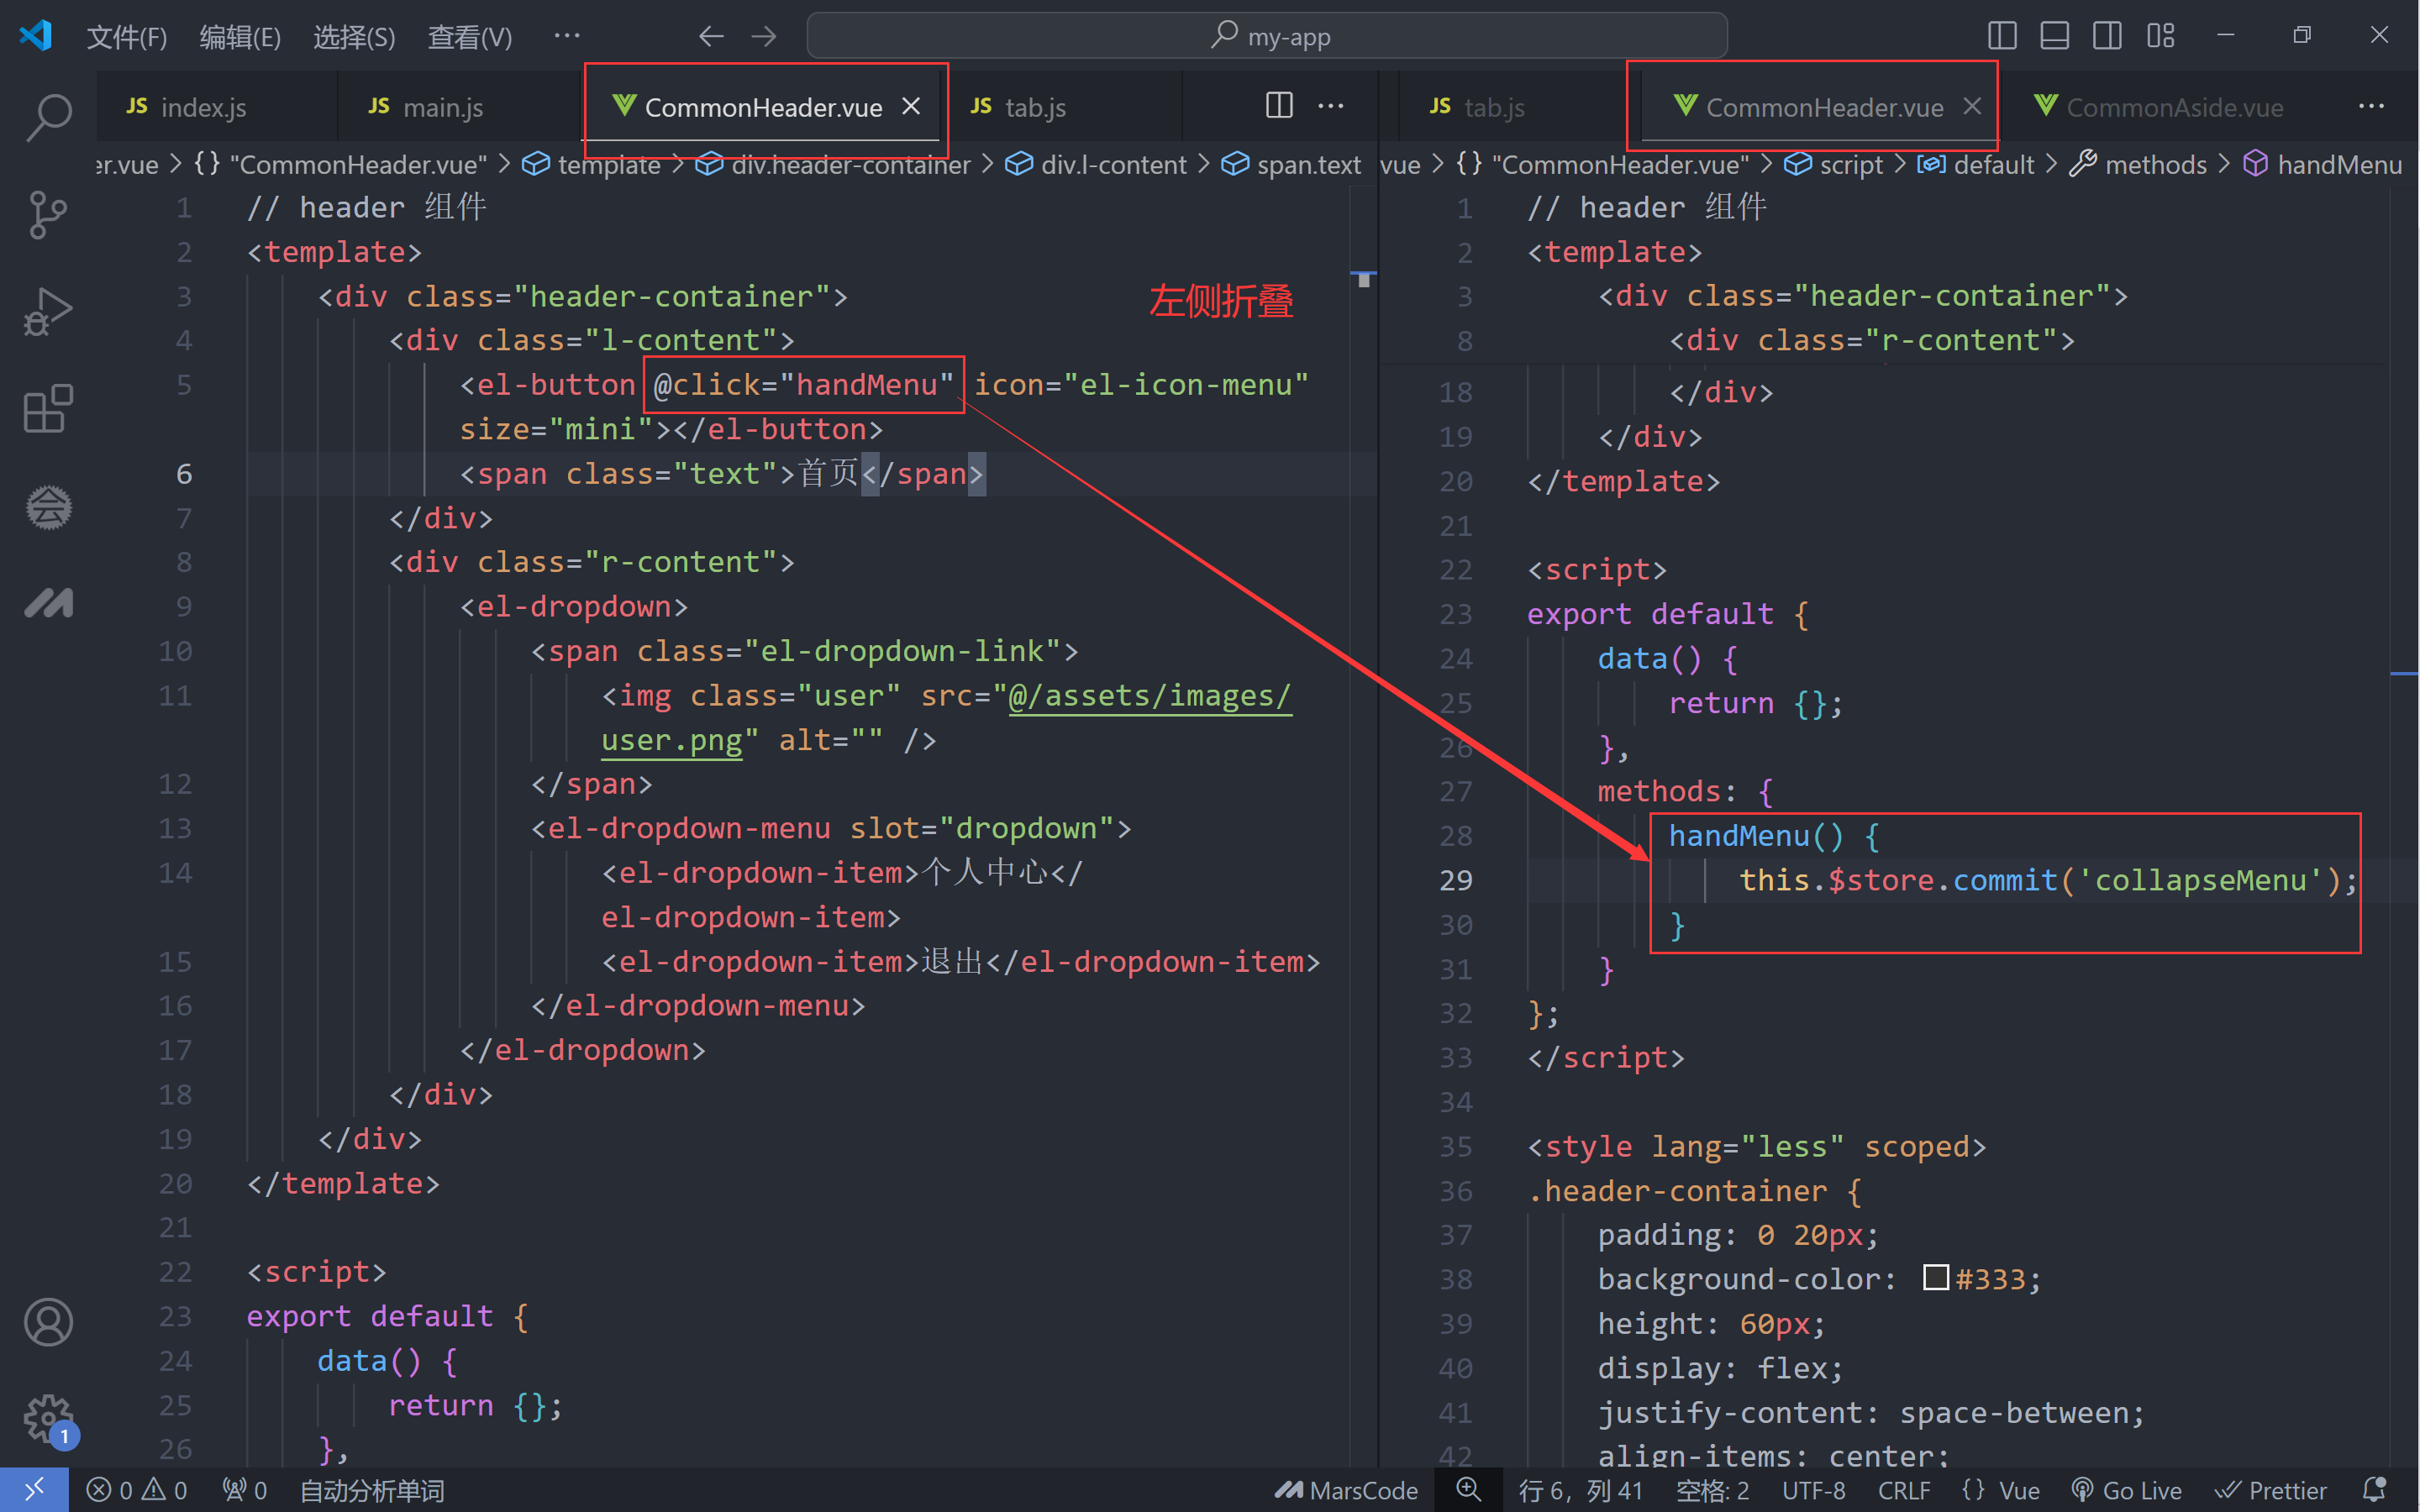 文件(F) 编辑(E) 选择(S) 查看(V) ··· my-app
JS index.js JS main.js CommonHeader.vue JS tab.js ···
er.vue > {} "CommonHeader.vue" > template > div.header-container > div.l-content > span.text
1 // header 组件
2 <template>
3 <div class="header-container">
左侧折叠
4 <div class="l-content">
5 <el-button @click="handMenu" icon="el-icon-menu"
size="mini"></el-button>
6 <span class="text">首页</span>
7 </div>
8 <div class="r-content">
9 <el-dropdown>
10 <span class="el-dropdown-link">
11 <img class="user" src="@/assets/images/
user.png" alt="" />
12 </span>
13 <el-dropdown-menu slot="dropdown">
14 <el-dropdown-item>个人中心</
el-dropdown-item>
15 <el-dropdown-item>退出</el-dropdown-item>
16 </el-dropdown-menu>
17 </el-dropdown>
18 </div>
19 </div>
20 </template>
21
22 <script>
23 export default {
24 data() {
25 return {};
26 },
JS tab.js CommonHeader.vue CommonAside.vue ···
vue > {} "CommonHeader.vue" > script > default > methods > handMenu
1 // header 组件
2 <template>
3 <div class="header-container">
8 <div class="r-content">
18 </div>
19 </div>
20 </template>
21
22 <script>
23 export default {
24 data() {
25 return {};
26 },
27 methods: {
28 handMenu() {
29 this.$store.commit('collapseMenu');
30 }
31 }
32 };
33 </script>
34
35 <style lang="less" scoped>
36 .header-container {
37 padding: 0 20px;
38 background-color: #333;
39 height: 60px;
40 display: flex;
41 justify-content: space-between;
42 align-items: center;
1
0 0 0 自动分析单词 MarsCode 行 6，列 41 空格: 2 UTF-8 CRLF {} Vue Go Live Prettier